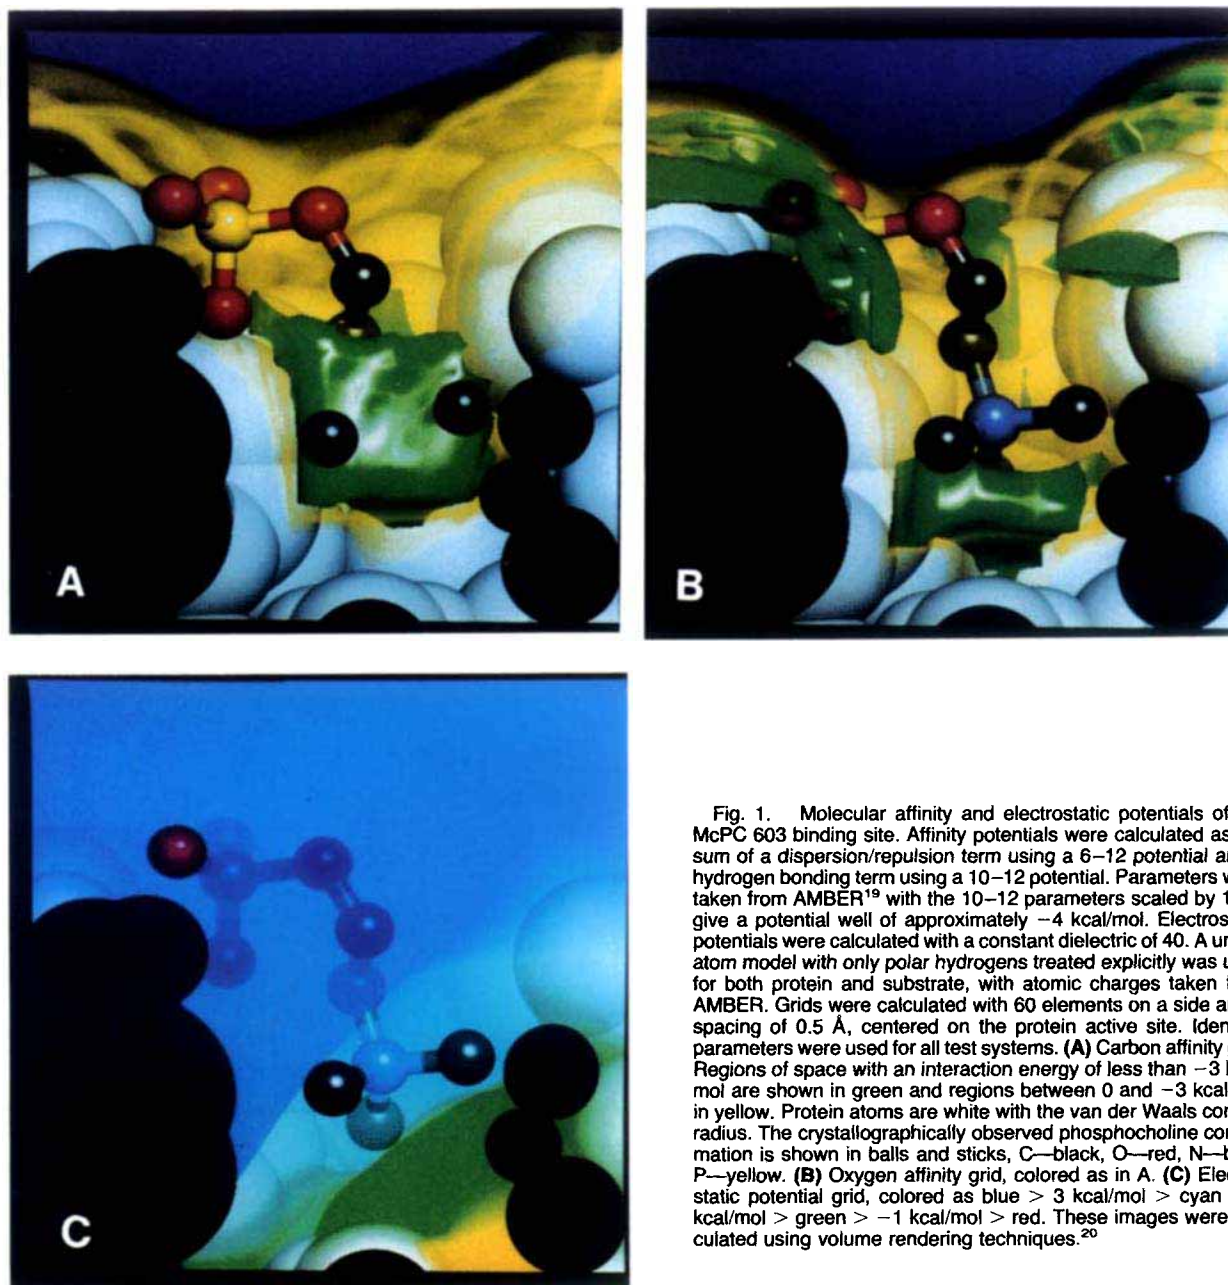 A
B
C
Fig. 1. Molecular affinity and electrostatic potentials of
McPC 603 binding site. Affinity potentials were calculated as
sum of a dispersion/repulsion term using a 6–12 potential
hydrogen bonding term using a 10–12 potential. Parameters
taken from AMBER19 with the 10–12 parameters scaled by
give a potential well of approximately −4 kcal/mol.
potentials were calculated with a constant dielectric of 40. A
atom model with only polar hydrogens treated explicitly was
for both protein and substrate, with atomic charges taken
AMBER. Grids were calculated with 60 elements on a side
spacing of 0.5 Å, centered on the protein active site.
parameters were used for all test systems. (A) Carbon affinity
Regions of space with an interaction energy of less than −3
mol are shown in green and regions between 0 and −3
in yellow. Protein atoms are white with the van der Waals
radius. The crystallographically observed phosphocholine
mation is shown in balls and sticks, C—black, O—red,
P—yellow. (B) Oxygen affinity grid, colored as in A. (C)
static potential grid, colored as blue > 3 kcal/mol > cyan
kcal/mol > green > −1 kcal/mol > red. These images were
culated using volume rendering techniques.20